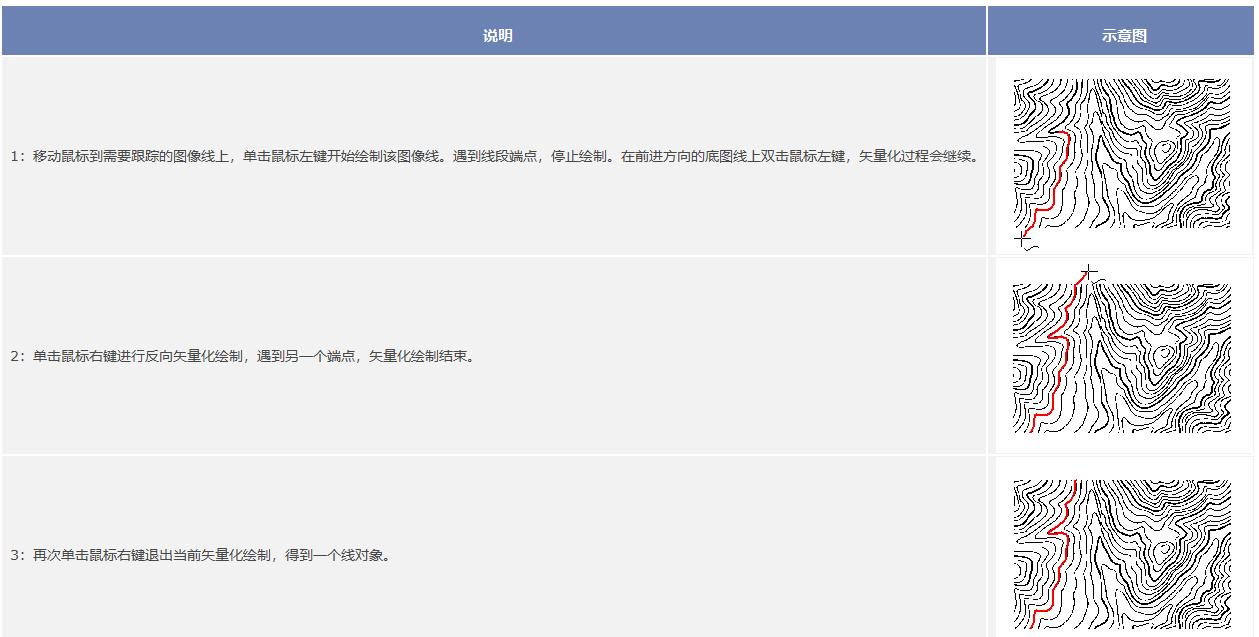 说明
示意图
1：移动鼠标到需要跟踪的图像线上，单击鼠标左键开始绘制该图像线。遇到线段端点，停止绘制。在前进方向的底图线上双击鼠标左键，矢量化过程会继续。
2：单击鼠标右键进行反向矢量化绘制，遇到另一个端点，矢量化绘制结束。
3：再次单击鼠标右键退出当前矢量化绘制，得到一个线对象。